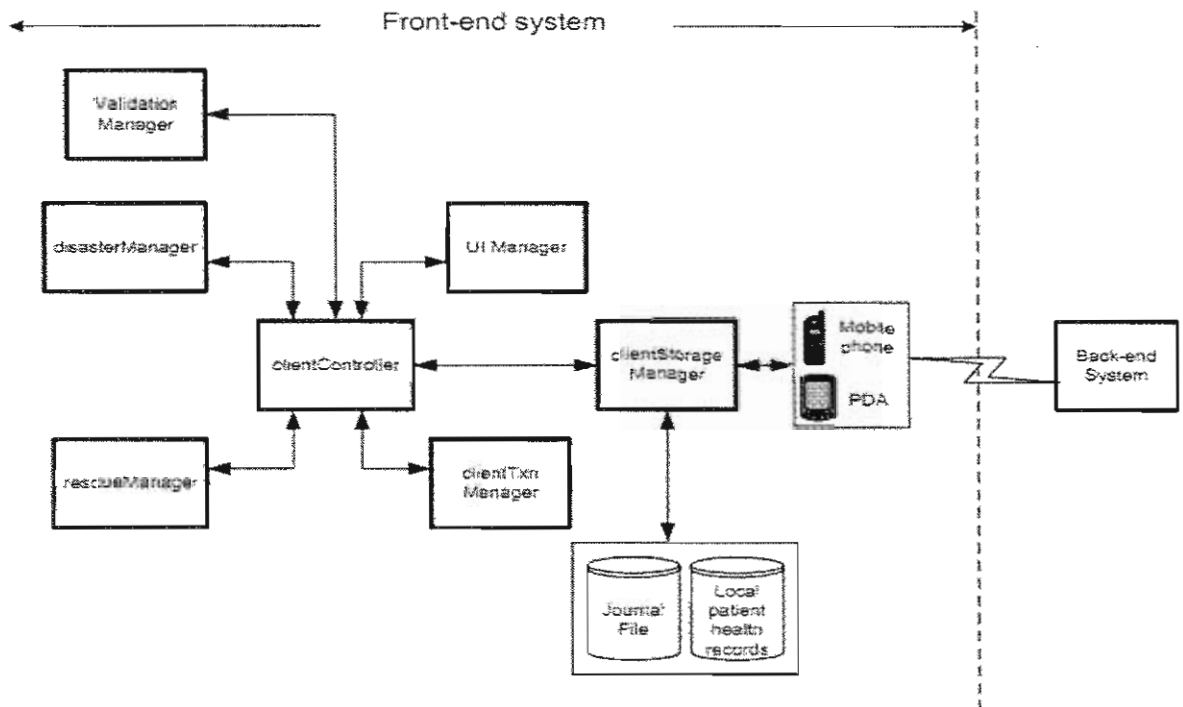 Front-end system
Validation
Manager
disasterManager
UI Manager
clientController
clientStorage
Manager
Mobile
phone
PDA
Back-end
System
rescueManager
clientTxn
Manager
Journal
File
Local
patient
health
records